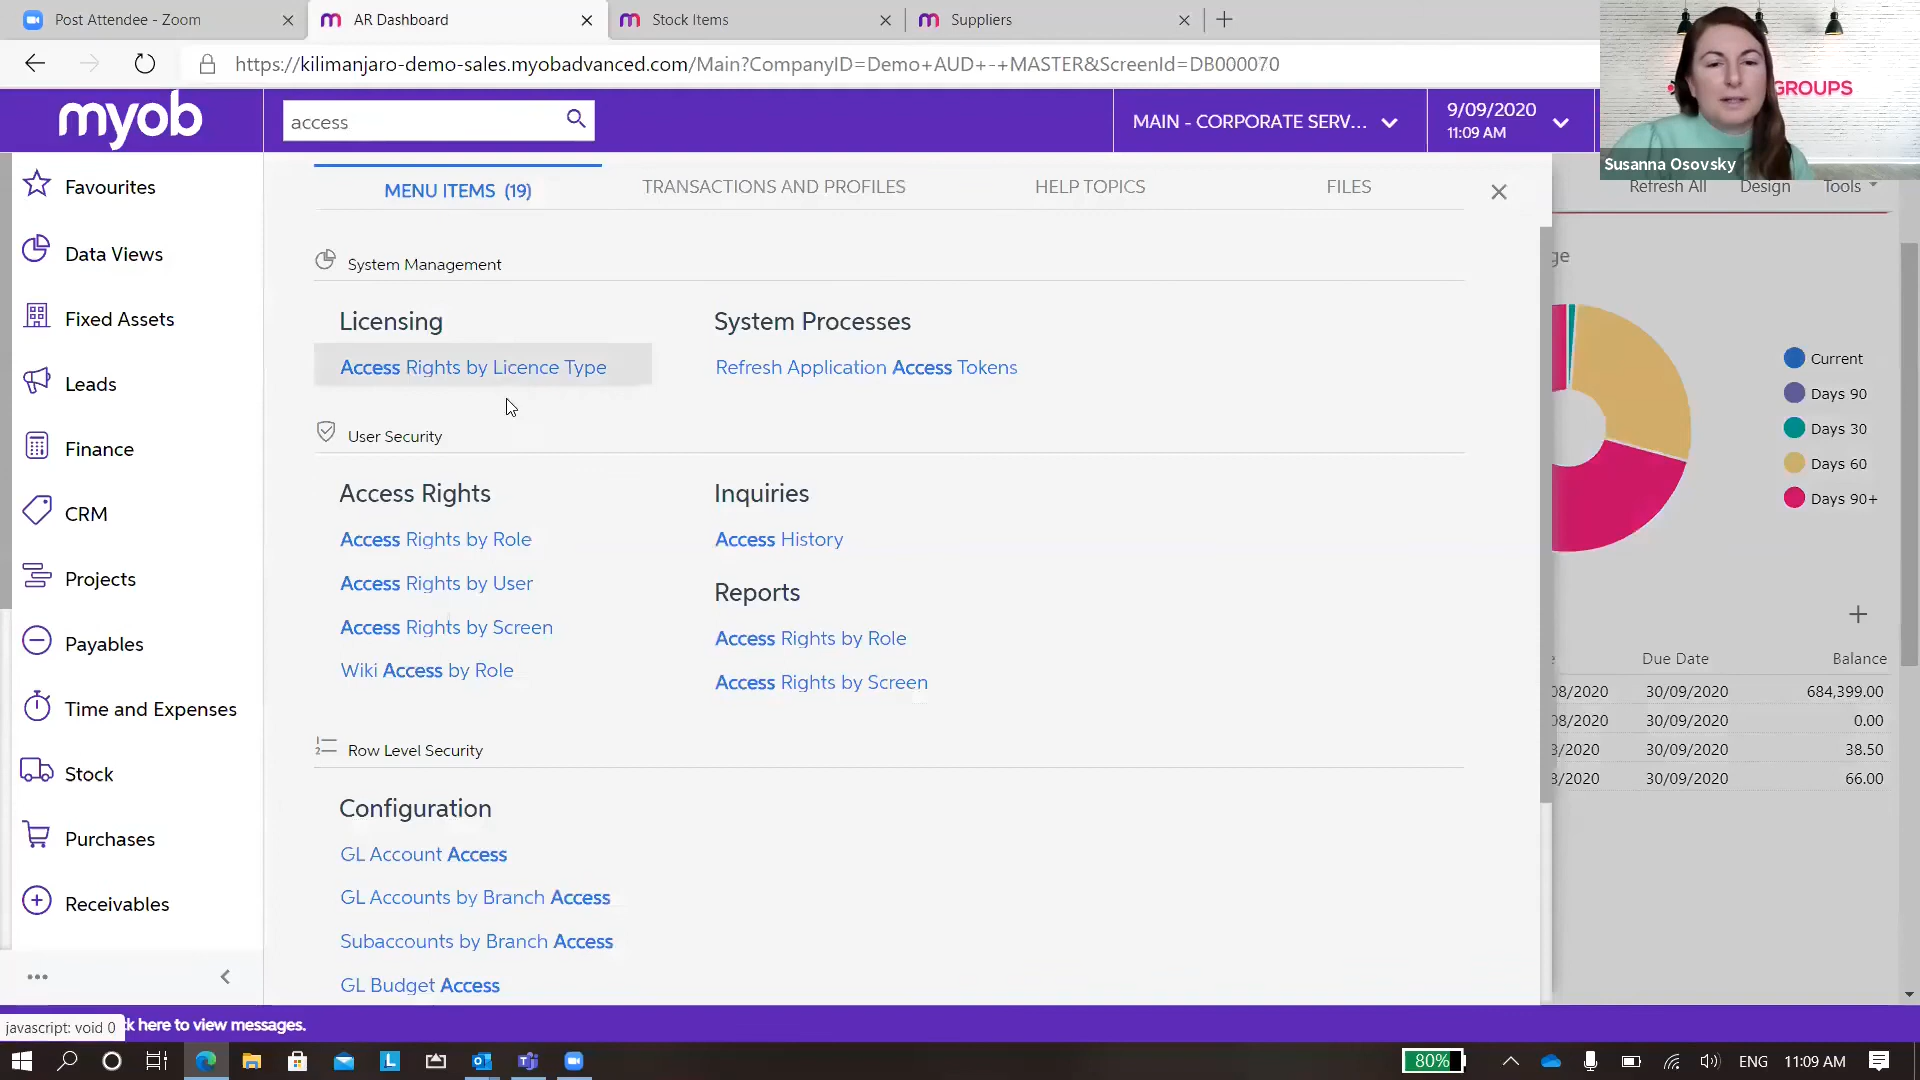 Post Attendee - Zoom
AR Dashboard
Stock Items
Suppliers
https://kilimanjaro-demo-sales.myobadvanced.com/Main?CompanyID=Demo+AUD+-+MASTER&ScreenId=DB000070
GROUPS
Susanna Osovsky
myob
access
MAIN - CORPORATE SERV...
9/09/2020
11:09 AM
Refresh All
Design
Tools
Favourites
Data Views
Fixed Assets
Leads
Finance
CRM
Projects
Payables
Time and Expenses
Stock
Purchases
Receivables
MENU ITEMS (19)
TRANSACTIONS AND PROFILES
HELP TOPICS
FILES
System Management
Licensing
System Processes
Access Rights by Licence Type
Refresh Application Access Tokens
User Security
Access Rights
Inquiries
Access Rights by Role
Access History
Access Rights by User
Reports
Access Rights by Screen
Access Rights by Role
Wiki Access by Role
Access Rights by Screen
Row Level Security
Configuration
GL Account Access
GL Accounts by Branch Access
Subaccounts by Branch Access
GL Budget Access
ge
Current
Days 90
Days 30
Days 60
Days 90+
Due Date
Balance
08/2020
30/09/2020
684,399.00
08/2020
30/09/2020
0.00
3/2020
30/09/2020
38.50
3/2020
30/09/2020
66.00
javascript: void 0
k here to view messages.
80%
ENG
11:09 AM